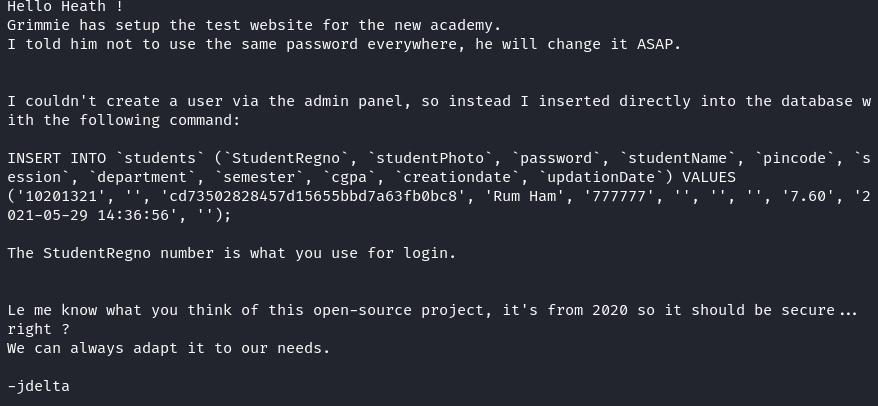 Hello Heath !
Grimmie has setup the test website for the new academy.
I told him not to use the same password everywhere, he will change it ASAP.
I couldn't create a user via the admin panel, so instead I inserted directly into the database w
ith the following command:
INSERT INTO `students` (`StudentRegno`, `studentPhoto`, `password`, `studentName`, `pincode`, `s
ession`, `department`, `semester`, `cgpa`, `creationdate`, `updationDate`) VALUES
('10201321', '', 'cd73502828457d15655bbd7a63fb0bc8', 'Rum Ham', '777777', '', '', '', '7.60', '2
021-05-29 14:36:56', '');
The StudentRegno number is what you use for login.
Le me know what you think of this open-source project, it's from 2020 so it should be secure...
right ?
We can always adapt it to our needs.
-jdelta